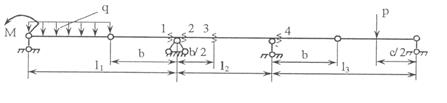 q
M
1 2 3 4 p
b b/2 b c/2
l₁ l₂ l₃